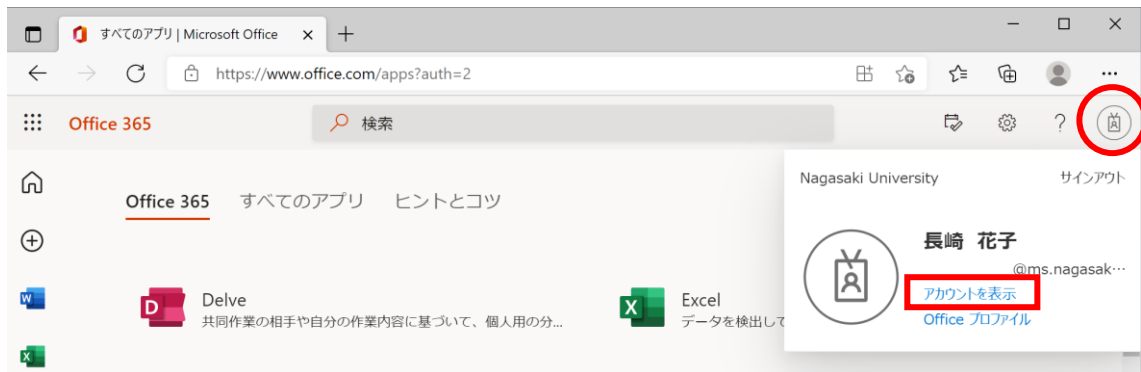 すべてのアプリ | Microsoft Office
https://www.office.com/apps?auth=2
Office 365
検索
Nagasaki University
サインアウト
Office 365 すべてのアプリ ヒントとコツ
長崎 花子
@ms.nagasak…
アカウントを表示
Office プロファイル
Delve
共同作業の相手や自分の作業内容に基づいて、個人用の分...
Excel
データを検出して